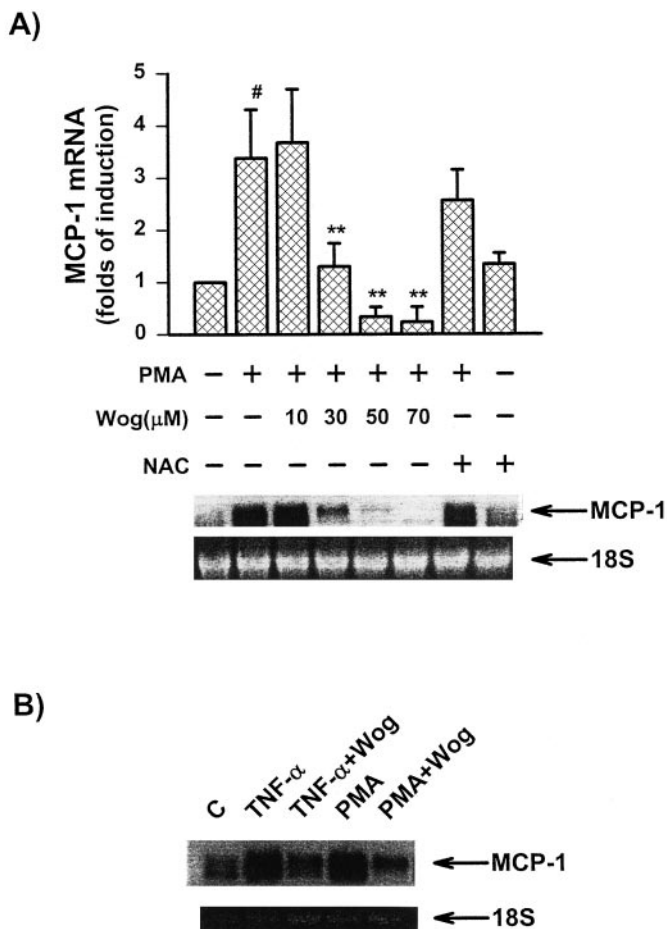 A)
MCP-1 mRNA
(folds of induction)
5
4
3
2
1
0
#
**
**
**
PMA − + + + + + + −
Wog(μM) − − 10 30 50 70 − −
NAC − − − − − − + +
MCP-1
18S
B)
C TNF-α TNF-α+Wog PMA PMA+Wog
MCP-1
18S